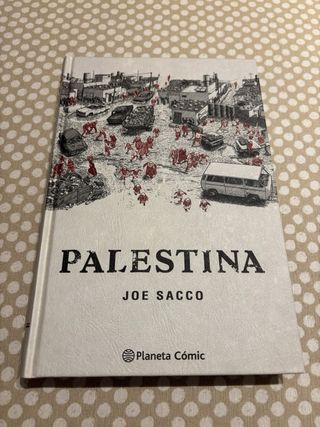 PALESTINA
JOE SACCO
Planeta Cómic